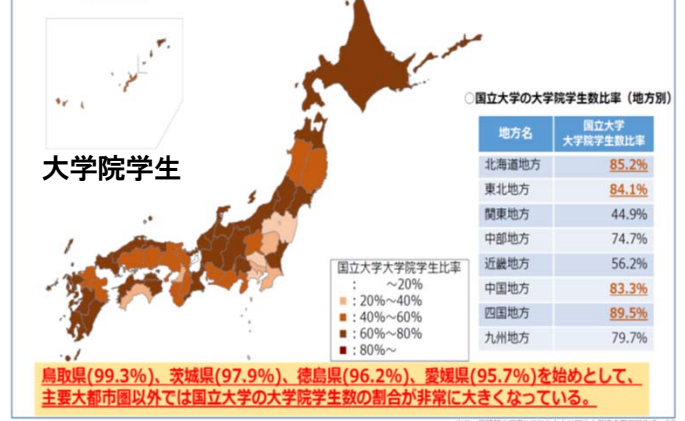 大学院学生
○国立大学の大学院学生数比率（地方別）
地方名 国立大学
大学院学生数比率
北海道地方 85.2%
東北地方 84.1%
関東地方 44.9%
中部地方 74.7%
近畿地方 56.2%
中国地方 83.3%
四国地方 89.5%
九州地方 79.7%
国立大学大学院学生比率
： ～20%
：20%～40%
：40%～60%
：60%～80%
：80%～
鳥取県(99.3%)、茨城県(97.9%)、徳島県(96.2%)、愛媛県(95.7%)を始めとして、
主要大都市圏以外では国立大学の大学院学生数の割合が非常に大きくなっている。